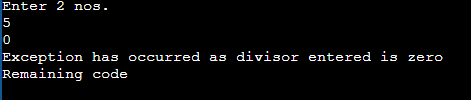 Enter 2 nos.
5
0
Exception has occurred as divisor entered is zero
Remaining code